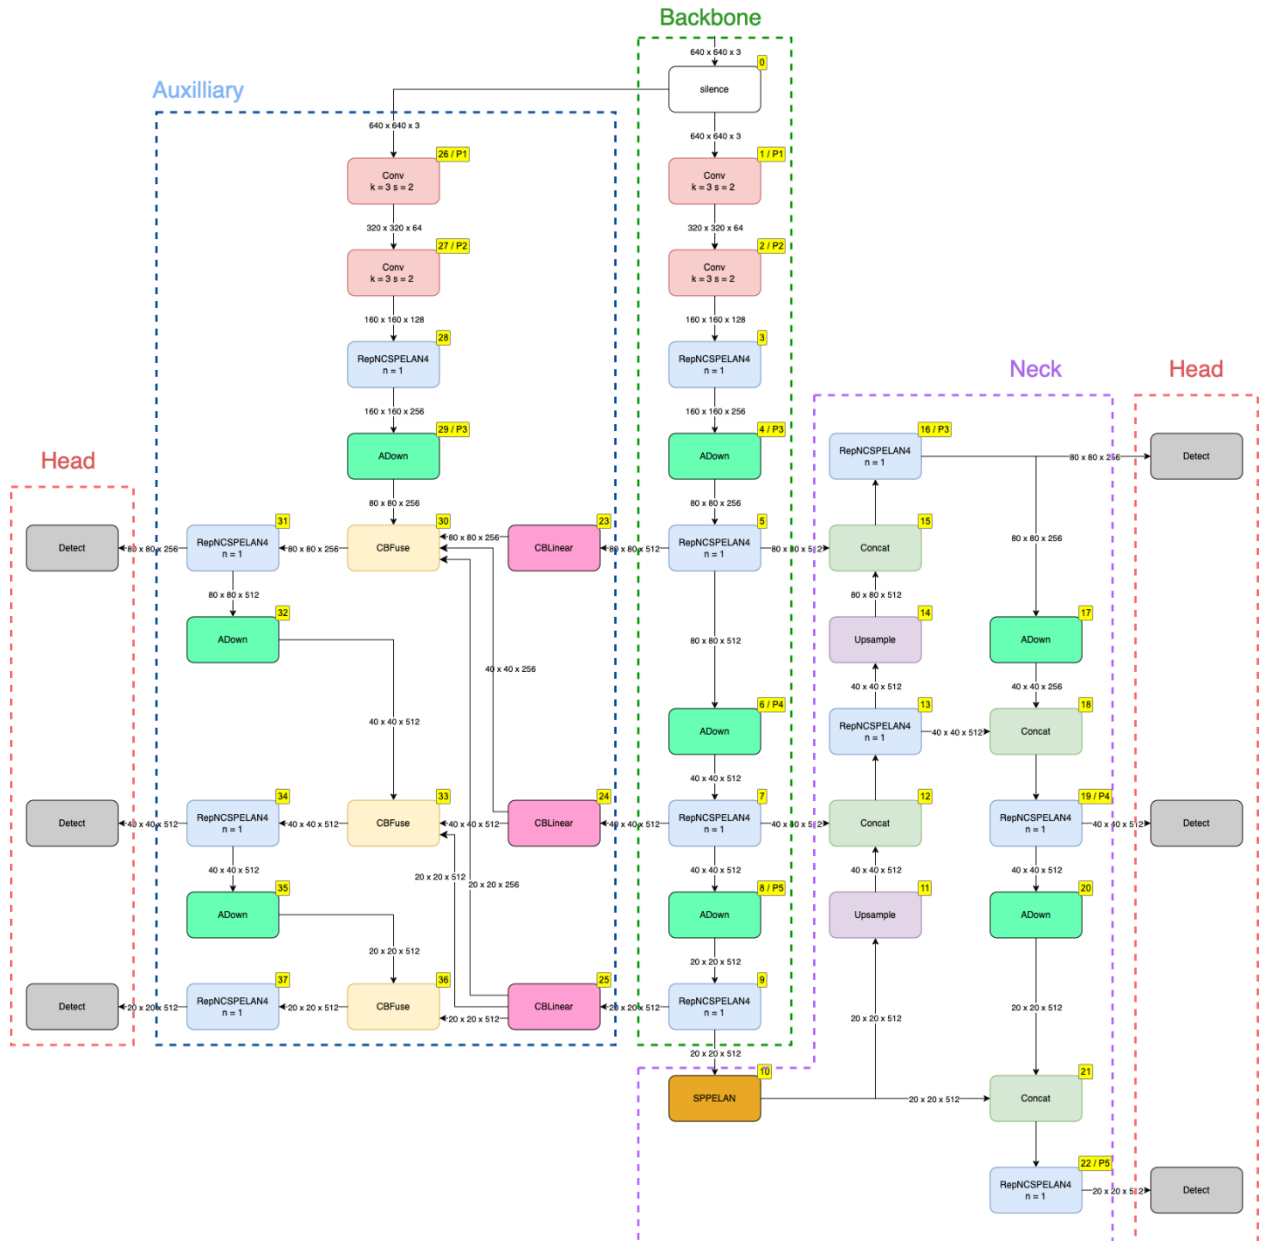 Backbone
640 x 640 x 3
0
silence
Auxilliary
640 x 640 x 3
640 x 640 x 3
26 / P1
Conv
k = 3 s = 2
1 / P1
Conv
k = 3 s = 2
320 x 320 x 64
320 x 320 x 64
27 / P2
Conv
k = 3 s = 2
2 / P2
Conv
k = 3 s = 2
160 x 160 x 128
160 x 160 x 128
28
RepNCSPELAN4
n = 1
3
RepNCSPELAN4
n = 1
Neck
Head
160 x 160 x 256
160 x 160 x 256
29 / P3
ADown
4 / P3
ADown
16 / P3
RepNCSPELAN4
n = 1
80 x 80 x 256
Detect
Head
80 x 80 x 256
80 x 80 x 256
Detect
80 x 80 x 256
31
RepNCSPELAN4
n = 1
80 x 80 x 256
30
CBFuse
80 x 80 x 256
23
CBLinear
80 x 80 x 512
5
RepNCSPELAN4
n = 1
80 x 80 x 512
15
Concat
80 x 80 x 256
80 x 80 x 512
80 x 80 x 512
32
ADown
14
Upsample
17
ADown
80 x 80 x 512
40 x 40 x 256
40 x 40 x 512
40 x 40 x 256
40 x 40 x 512
6 / P4
ADown
13
RepNCSPELAN4
n = 1
40 x 40 x 512
18
Concat
40 x 40 x 512
Detect
40 x 40 x 512
34
RepNCSPELAN4
n = 1
40 x 40 x 512
33
CBFuse
40 x 40 x 512
24
CBLinear
40 x 40 x 512
7
RepNCSPELAN4
n = 1
40 x 40 x 512
12
Concat
19 / P4
RepNCSPELAN4
n = 1
40 x 40 x 512
Detect
40 x 40 x 512
20 x 20 x 512
20 x 20 x 256
40 x 40 x 512
40 x 40 x 512
40 x 40 x 512
35
ADown
8 / P5
ADown
11
Upsample
20
ADown
20 x 20 x 512
20 x 20 x 512
Detect
20 x 20 x 512
37
RepNCSPELAN4
n = 1
20 x 20 x 512
36
CBFuse
20 x 20 x 512
25
CBLinear
20 x 20 x 512
9
RepNCSPELAN4
n = 1
20 x 20 x 512
20 x 20 x 512
20 x 20 x 512
10
SPPELAN
20 x 20 x 512
21
Concat
22 / P5
RepNCSPELAN4
n = 1
20 x 20 x 512
Detect